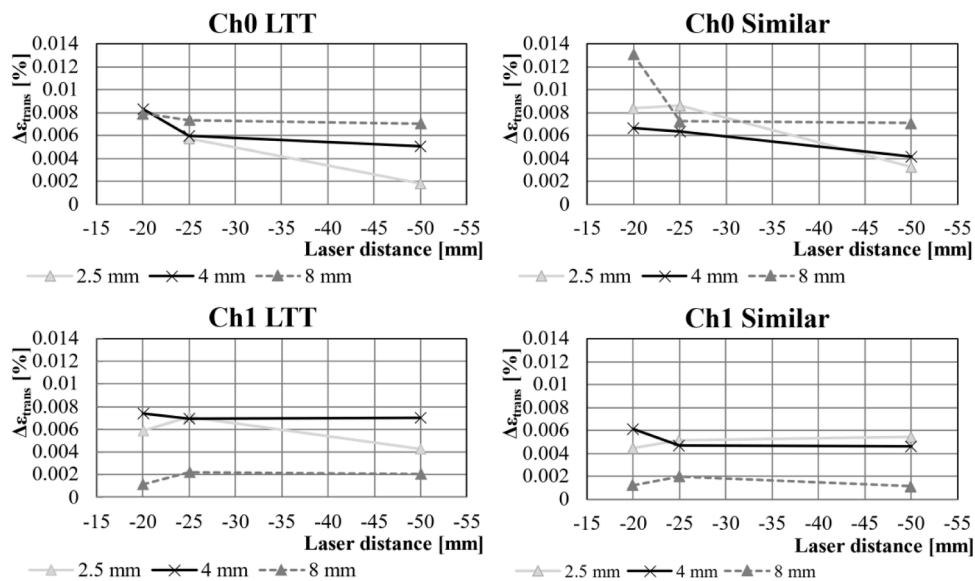 Ch0 LTT
Δεtrans [%]
0.014
0.012
0.01
0.008
0.006
0.004
0.002
0
-15 -20 -25 -30 -35 -40 -45 -50 -55
Laser distance [mm]
2.5 mm 4 mm 8 mm
Ch0 Similar
Δεtrans [%]
0.014
0.012
0.01
0.008
0.006
0.004
0.002
0
-15 -20 -25 -30 -35 -40 -45 -50 -55
Laser distance [mm]
2.5 mm 4 mm 8 mm
Ch1 LTT
Δεtrans [%]
0.014
0.012
0.01
0.008
0.006
0.004
0.002
0
-15 -20 -25 -30 -35 -40 -45 -50 -55
Laser distance [mm]
2.5 mm 4 mm 8 mm
Ch1 Similar
Δεtrans [%]
0.014
0.012
0.01
0.008
0.006
0.004
0.002
0
-15 -20 -25 -30 -35 -40 -45 -50 -55
Laser distance [mm]
2.5 mm 4 mm 8 mm